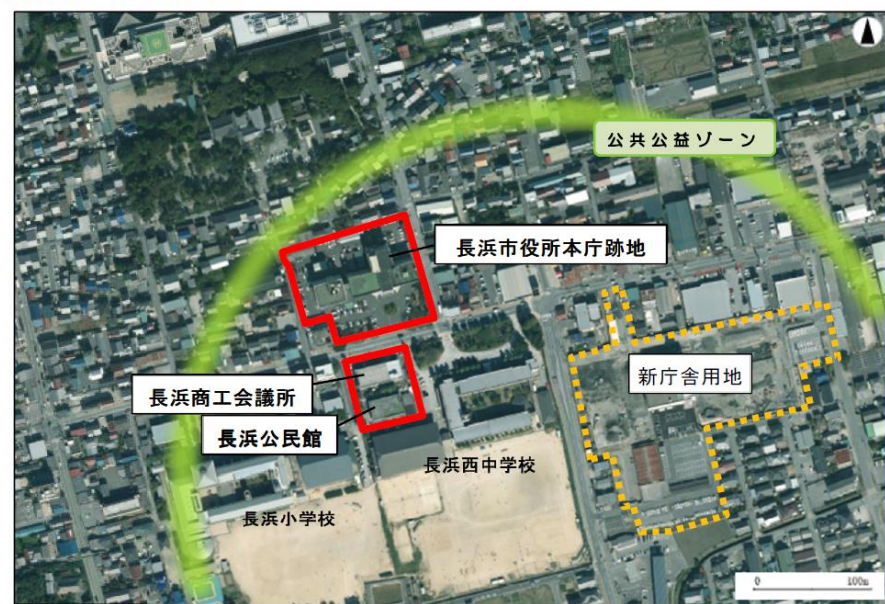 公共公益ゾーン
長浜市役所本庁跡地
新庁舎用地
長浜商工会議所
長浜公民館
長浜西中学校
長浜小学校
0 100m